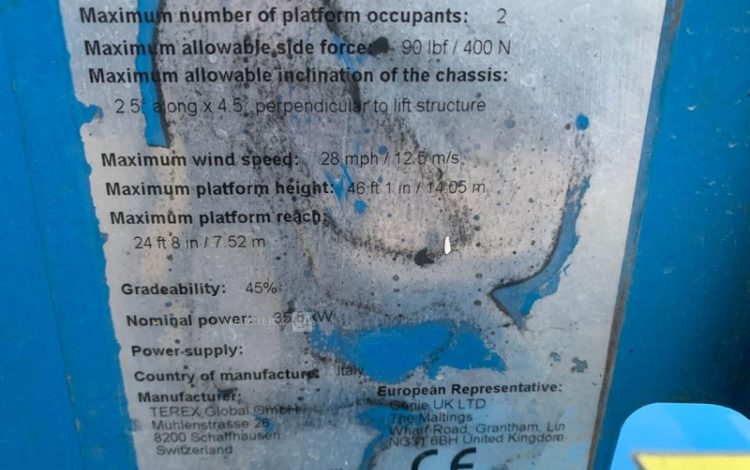 Maximum number of platform occupants: 2
Maximum allowable side force: 90 lbf / 400 N
Maximum allowable inclination of the chassis:
2.5° along x 4.5° perpendicular to lift structure
Maximum wind speed: 28 mph / 12.5 m/s
Maximum platform height: 46 ft 1 in / 14.05 m
Maximum platform reach:
24 ft 8 in / 7.52 m
Gradeability: 45%
Nominal power: kW
Power supply:
Country of manufacture: Italy
Manufacturer:
TEREX Global GmbH
Muhlenstrasse 26
8200 Schaffhausen
Switzerland
European Representative:
Genie UK LTD
The Maltings
Wharf Road, Grantham, Lin
NG31 6BH United Kingdom
CE